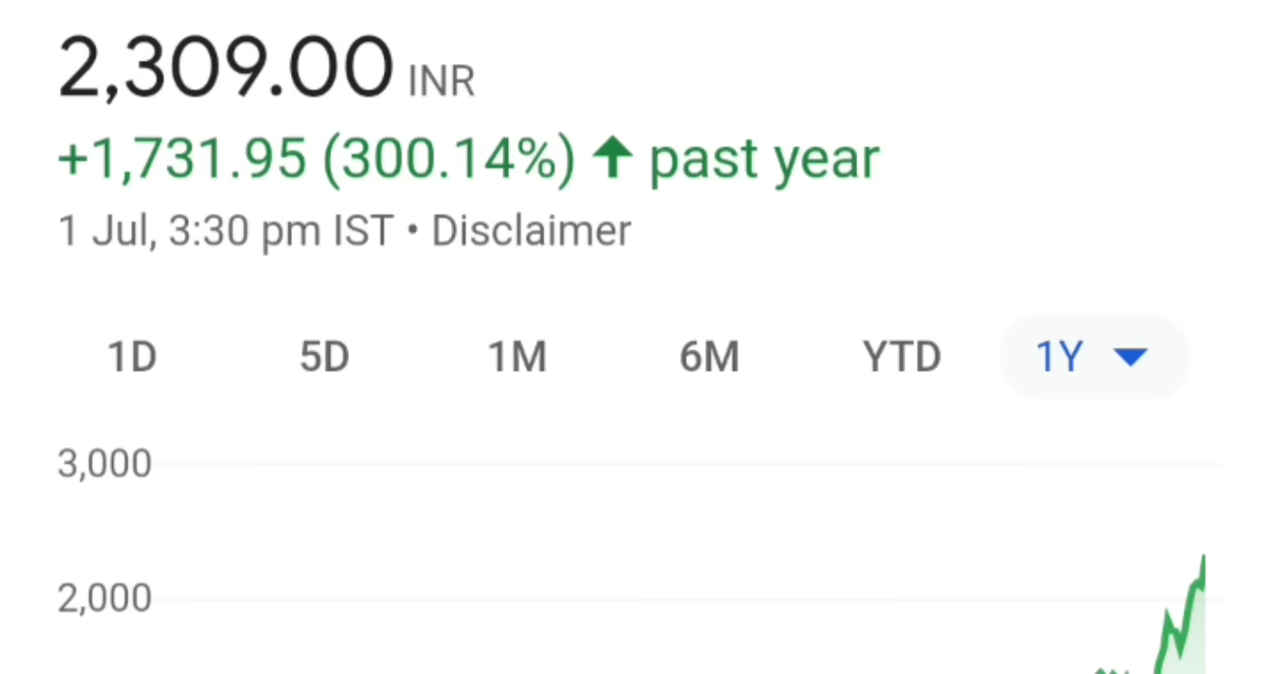 2,309.00 INR
+1,731.95 (300.14%) ↑ past year
1 Jul, 3:30 pm IST • Disclaimer
1D 5D 1M 6M YTD 1Y
3,000
2,000